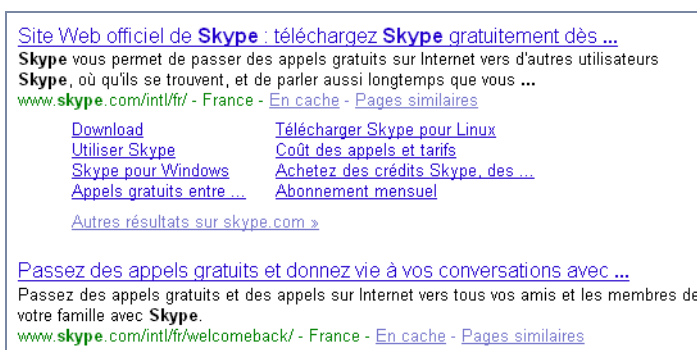 Site Web officiel de Skype : téléchargez Skype gratuitement dès ...
Skype vous permet de passer des appels gratuits sur Internet vers d'autres utilisateurs
Skype, où qu'ils se trouvent, et de parler aussi longtemps que vous ...
www.skype.com/intl/fr/ - France - En cache - Pages similaires
Download Télécharger Skype pour Linux
Utiliser Skype Coût des appels et tarifs
Skype pour Windows Achetez des crédits Skype, des ...
Appels gratuits entre ... Abonnement mensuel
Autres résultats sur skype.com »
Passez des appels gratuits et donnez vie à vos conversations avec ...
Passez des appels gratuits et des appels sur Internet vers tous vos amis et les membres de
votre famille avec Skype.
www.skype.com/intl/fr/welcomeback/ - France - En cache - Pages similaires